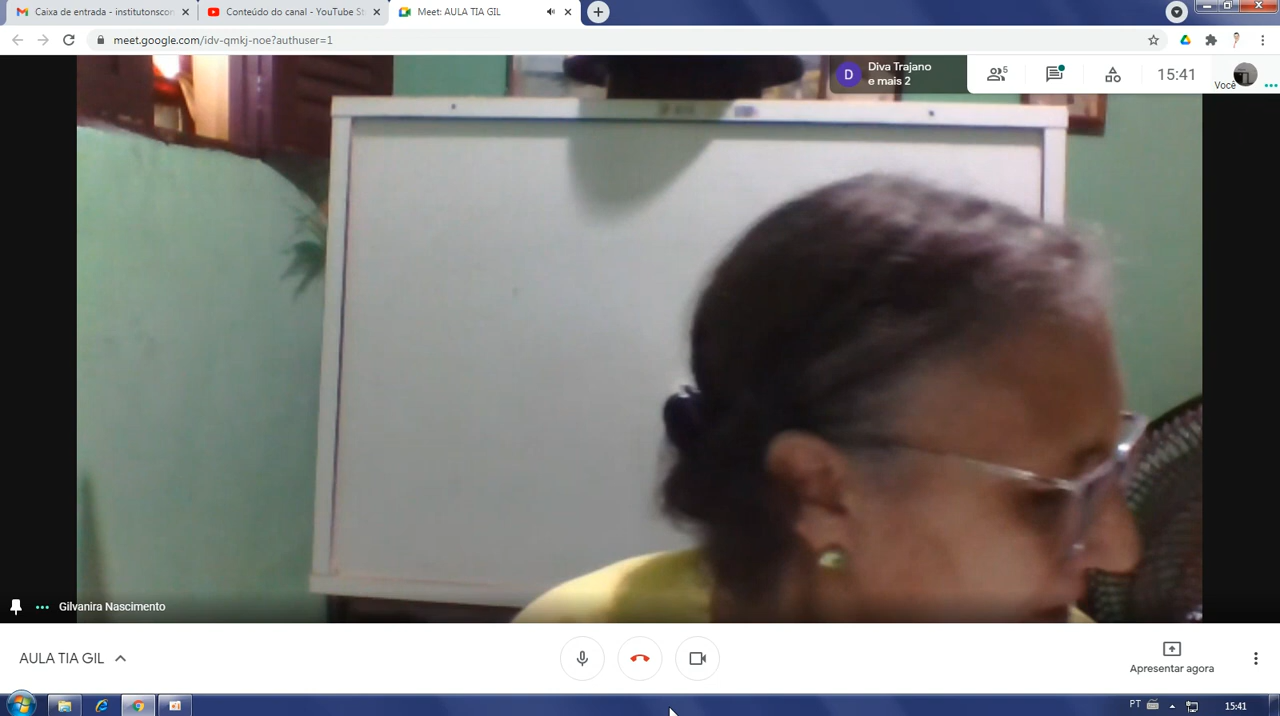 Caixa de entrada - institutonscon
Conteúdo do canal - YouTube St
Meet: AULA TIA GIL
meet.google.com/idv-qmkj-noe?authuser=1
D
Diva Trajano
e mais 2
5
15:41
Você
Gilvanira Nascimento
AULA TIA GIL
Apresentar agora
PT
15:41